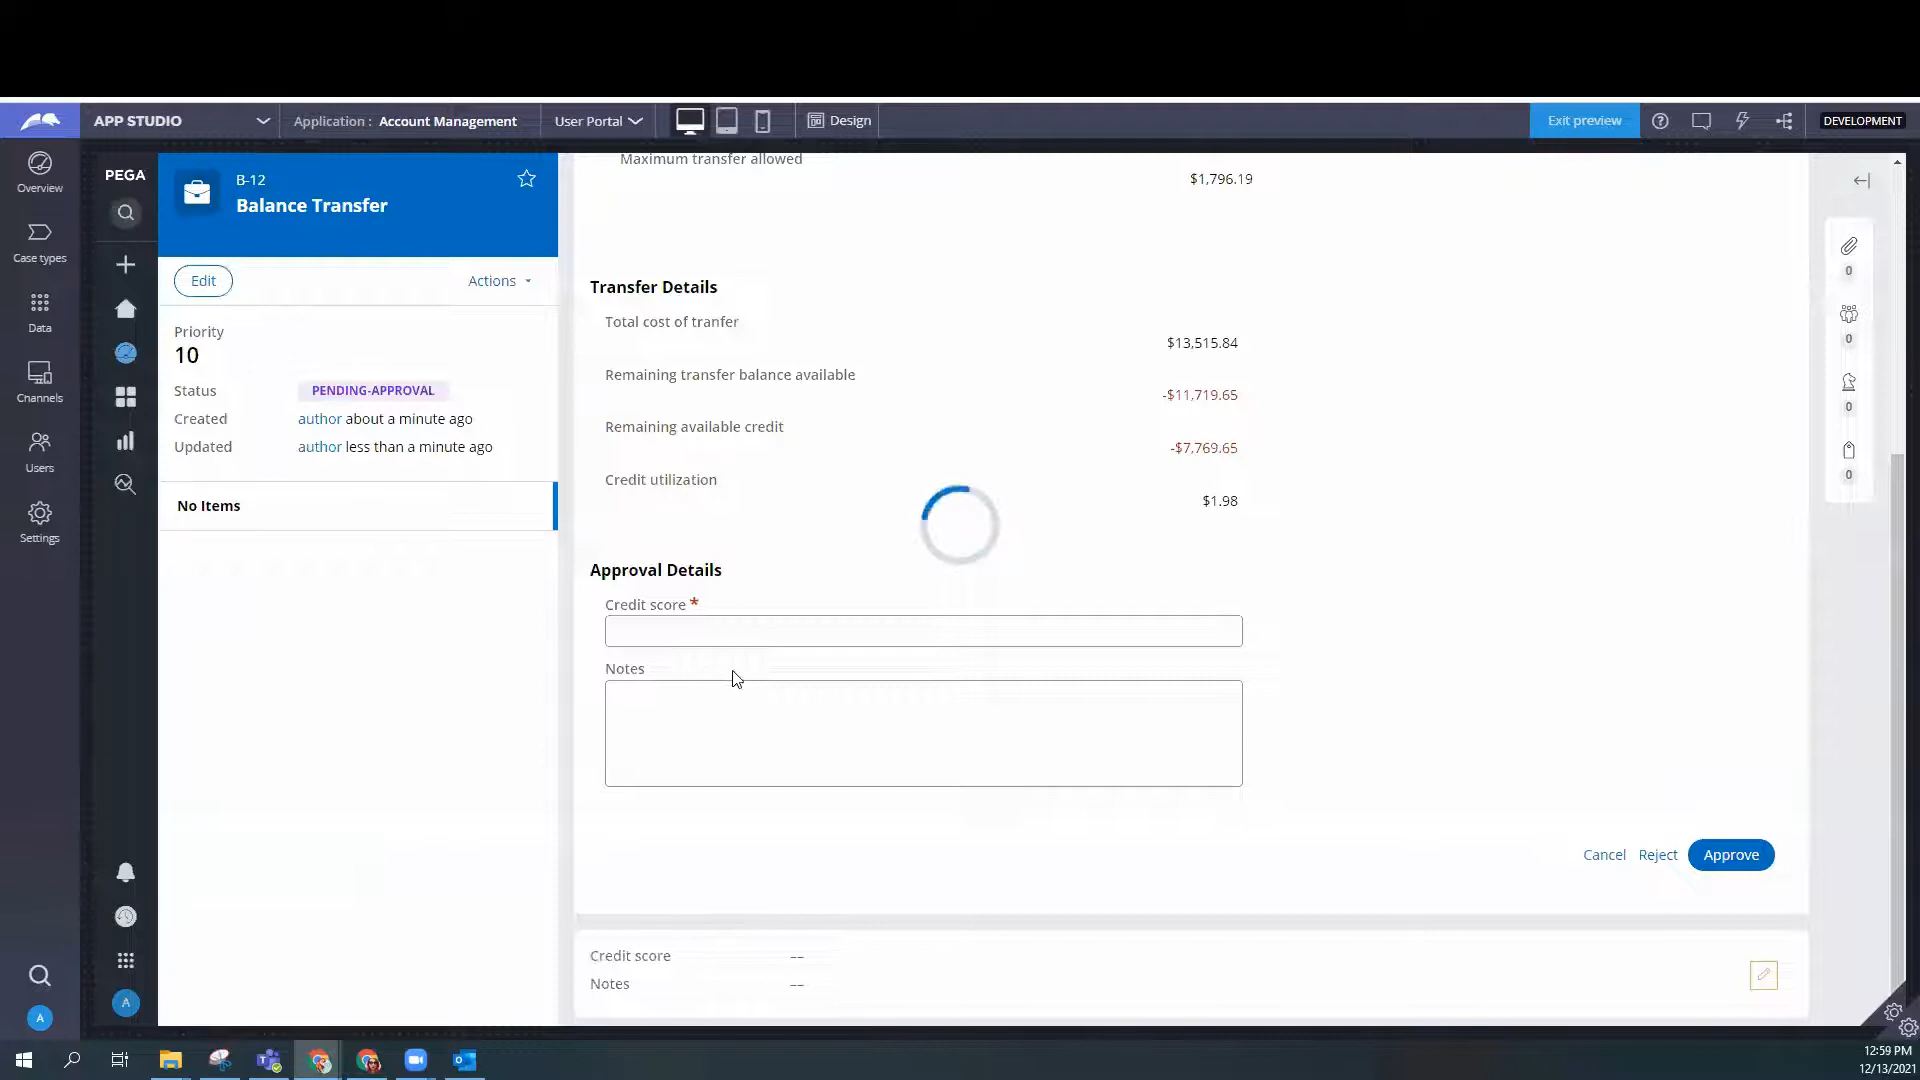 APP STUDIO
Application : Account Management
User Portal
Design
Exit preview
DEVELOPMENT
Overview
Case types
Data
Channels
Users
Settings
A
PEGA
A
B-12
Balance Transfer
Edit
Actions
Priority
10
Status PENDING-APPROVAL
Created author about a minute ago
Updated author less than a minute ago
No Items
Maximum transfer allowed
$1,796.19
Transfer Details
Total cost of tranfer
$13,515.84
Remaining transfer balance available
-$11,719.65
Remaining available credit
-$7,769.65
Credit utilization
$1.98
Approval Details
Credit score *
Notes
Cancel Reject Approve
Credit score --
Notes --
0
0
0
0
12:59 PM
12/13/2021